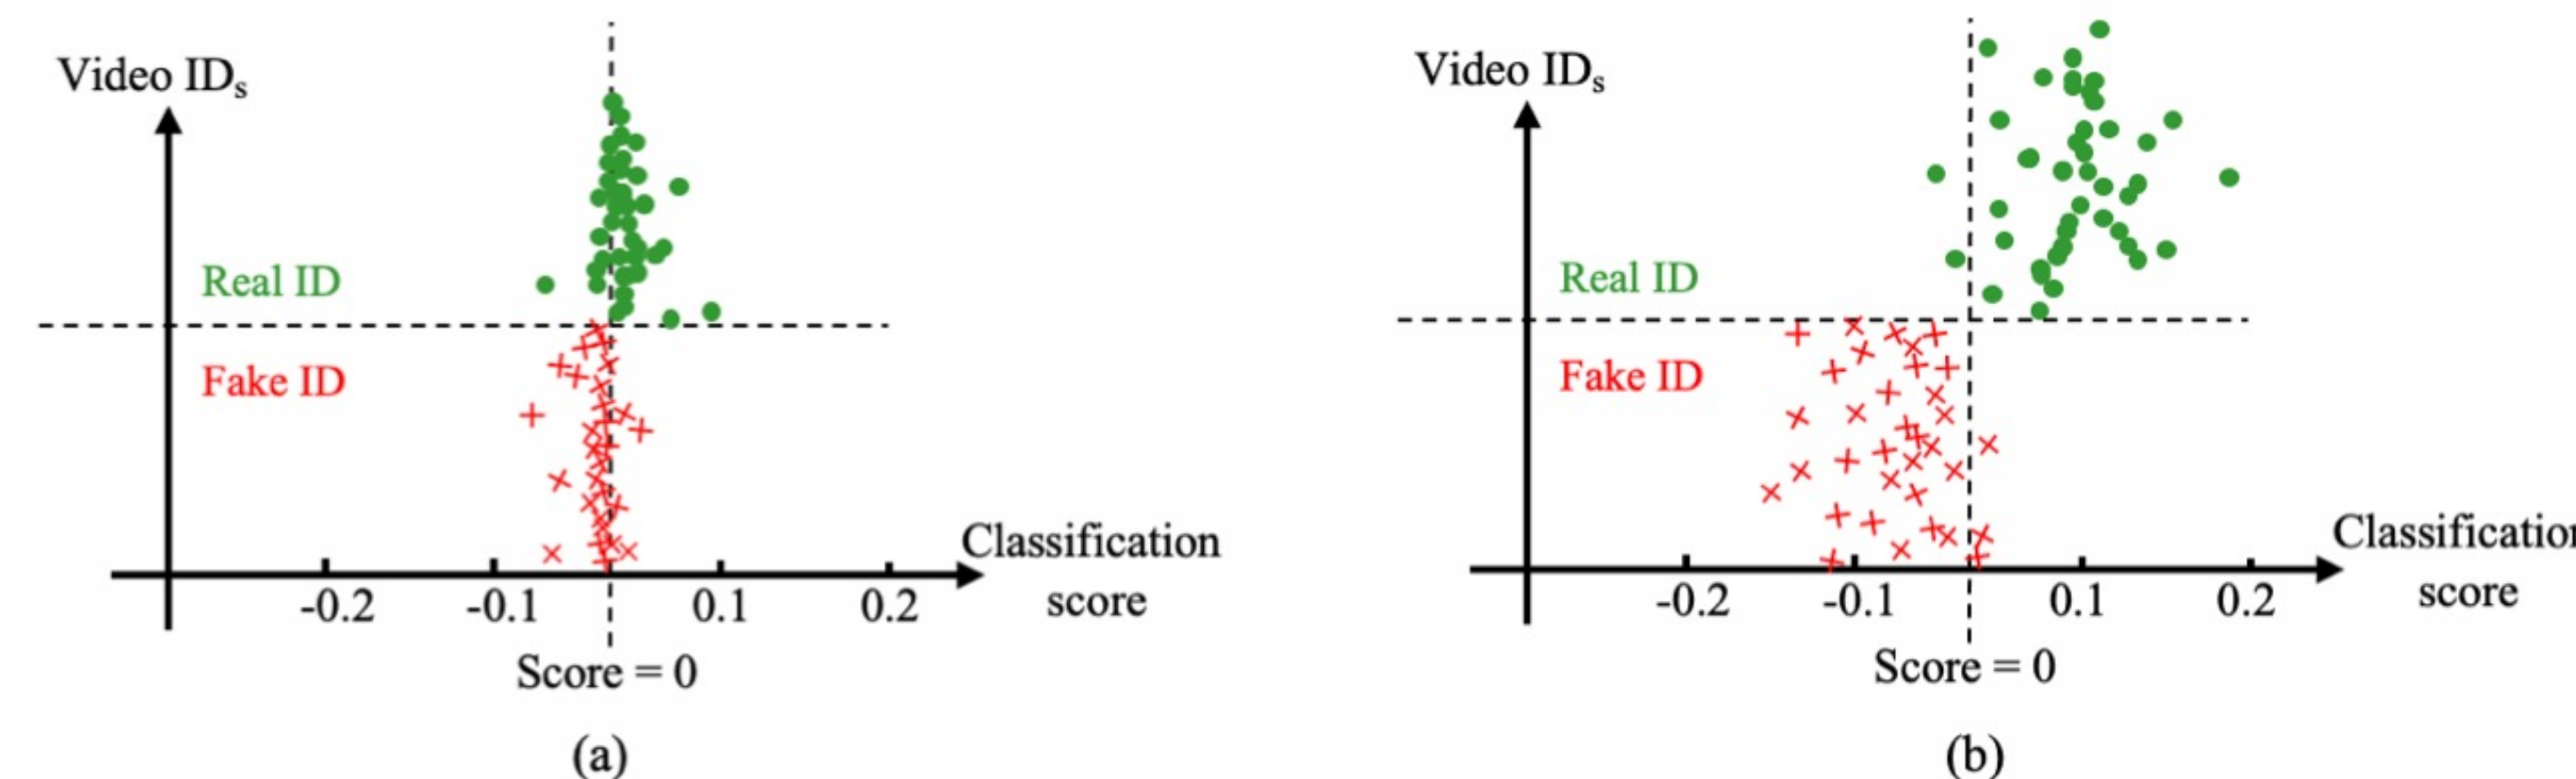 Video IDs
Real ID
Fake ID
Classification
score
-0.2 -0.1 0.1 0.2
Score = 0
(a)
Video IDs
Real ID
Fake ID
Classification
score
-0.2 -0.1 0.1 0.2
Score = 0
(b)